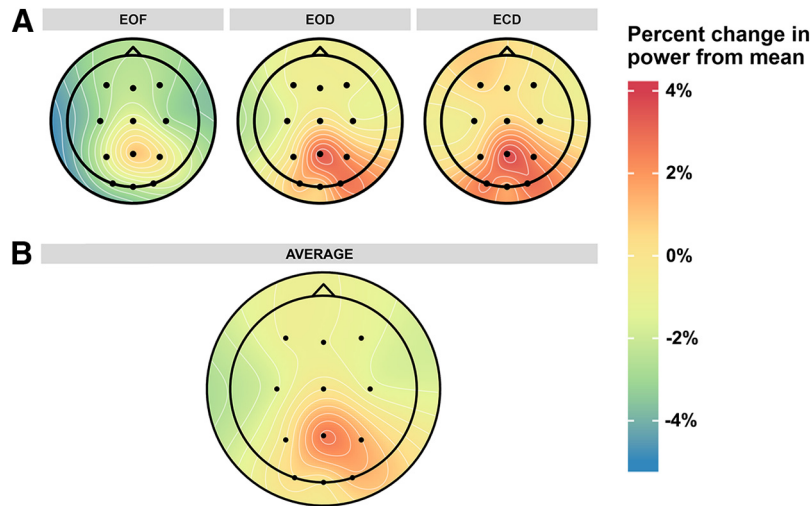 A
EOF
EOD
ECD
Percent change in
power from mean
4%
2%
0%
-2%
-4%
B
AVERAGE